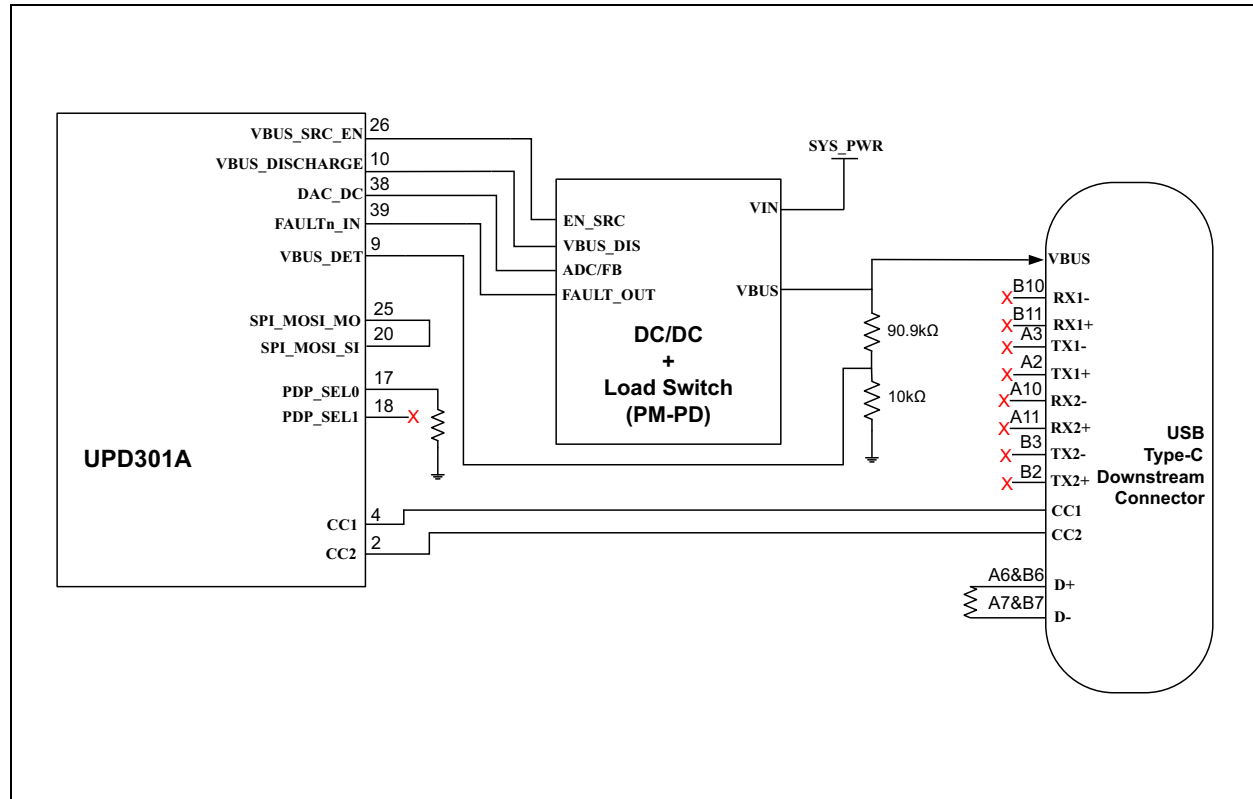 26
VBUS_SRC_EN
10
VBUS_DISCHARGE
38
DAC_DC
39
FAULTn_IN
9
VBUS_DET
25
SPI_MOSI_MO
20
SPI_MOSI_SI
17
PDP_SEL0
18
PDP_SEL1
X
UPD301A
4
CC1
2
CC2
EN_SRC
VBUS_DIS
ADC/FB
FAULT_OUT
VIN
VBUS
DC/DC
+
Load Switch
(PM-PD)
SYS_PWR
90.9kΩ
10kΩ
VBUS
X B10 RX1-
X B11 RX1+
X A3 TX1-
X A2 TX1+
X A10 RX2-
X A11 RX2+
X B3 TX2-
X B2 TX2+
CC1
CC2
A6&B6 D+
A7&B7 D-
USB
Type-C
Downstream
Connector